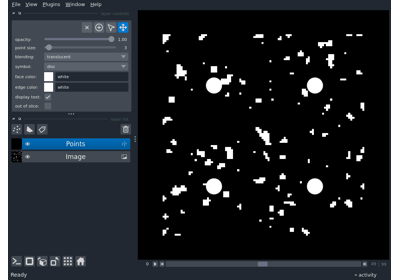 File View Plugins Window Help
opacity: 1.00
point size: 3
blending: translucent
symbol: disc
face color: white
edge color: white
display text:
out of slice:
Points
Image
Ready
activity